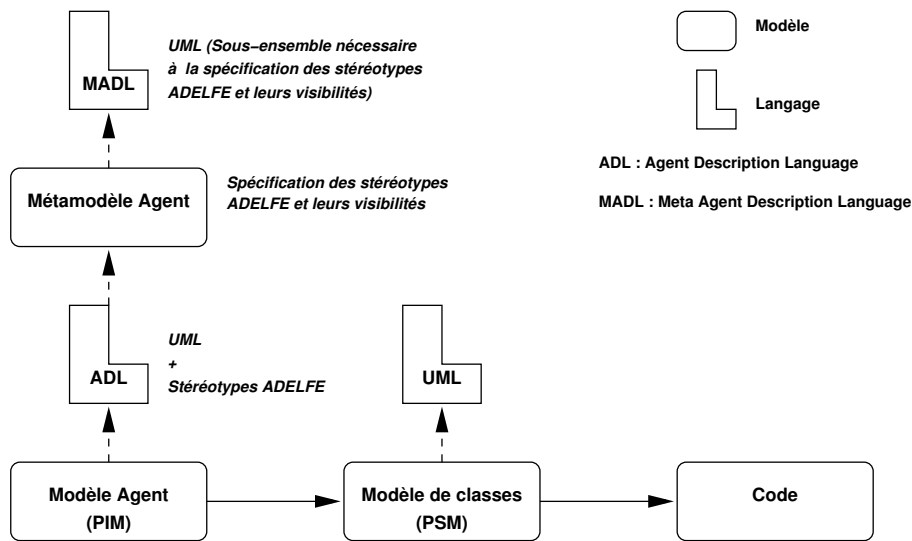 UML (Sous−ensemble nécessaire
à la spécification des stéréotypes
ADELFE et leurs visibilités)
MADL
Modèle
Langage
ADL : Agent Description Language
MADL : Meta Agent Description Language
Métamodèle Agent
Spécification des stéréotypes
ADELFE et leurs visibilités
UML
+
Stéréotypes ADELFE
ADL
UML
Modèle Agent
(PIM)
Modèle de classes
(PSM)
Code